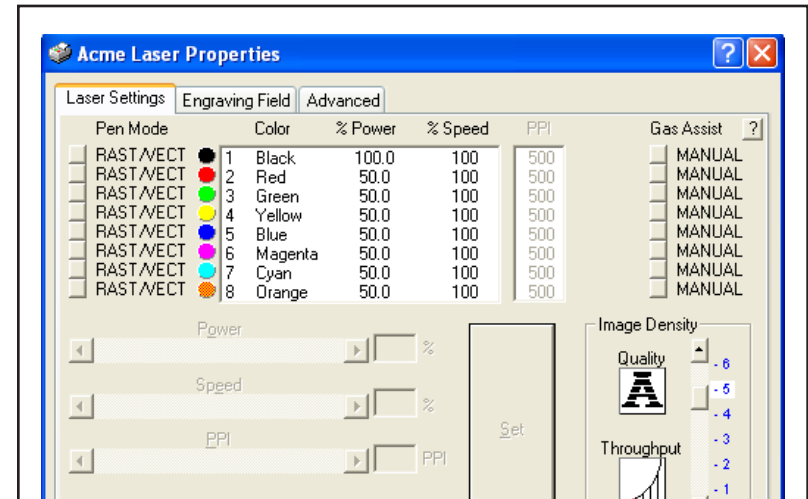 Acme Laser Properties
Laser Settings Engraving Field Advanced
Pen Mode Color % Power % Speed PPI Gas Assist ?
RAST/VECT 1 Black 100.0 100 500 MANUAL
RAST/VECT 2 Red 50.0 100 500 MANUAL
RAST/VECT 3 Green 50.0 100 500 MANUAL
RAST/VECT 4 Yellow 50.0 100 500 MANUAL
RAST/VECT 5 Blue 50.0 100 500 MANUAL
RAST/VECT 6 Magenta 50.0 100 500 MANUAL
RAST/VECT 7 Cyan 50.0 100 500 MANUAL
RAST/VECT 8 Orange 50.0 100 500 MANUAL
Power %
Speed %
PPI PPI
Set
Image Density
Quality
A
Throughput
- 6
- 5
- 4
- 3
- 2
- 1